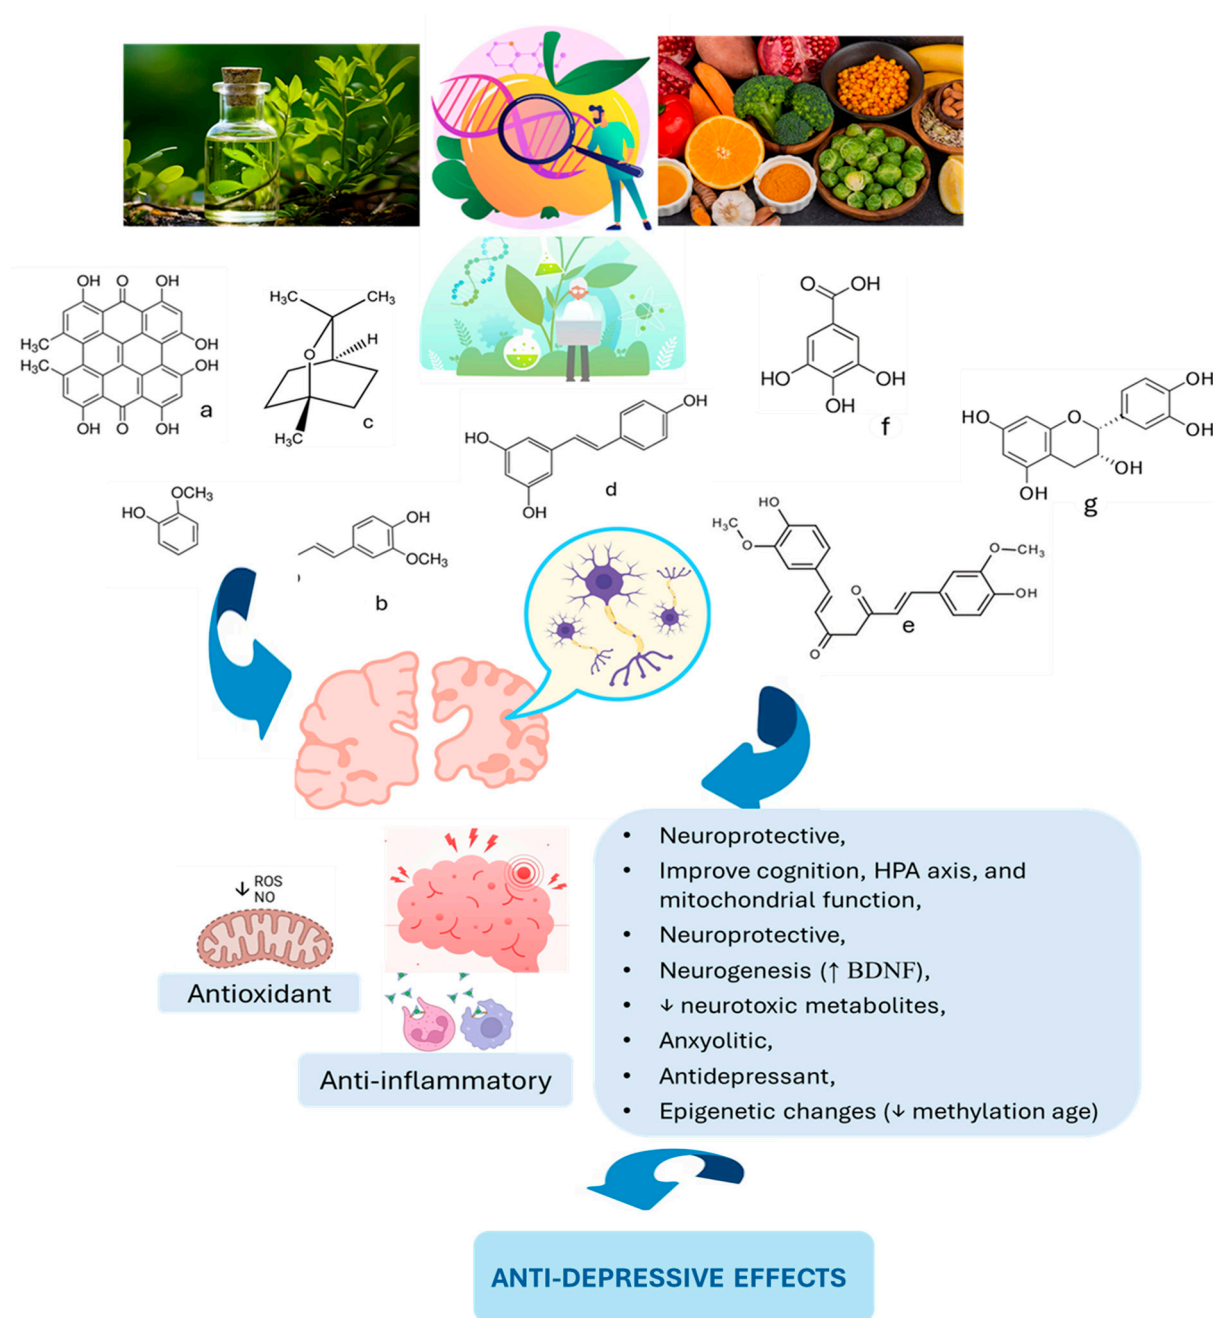 OH
O
OH
H₃C
OH
H₃C
OH
OH
O
OH
a
H₃C
CH₃
O
H
H₃C
c
OH
HO
OH
d
O
OH
HO
OH
OH
f
OH
HO
O
OH
OH
OH
g
OCH₃
HO
OH
OCH₃
b
HO
H₃C
O
O
O
O
CH₃
OH
e
↓ ROS
NO
Antioxidant
Anti-inflammatory
• Neuroprotective,
• Improve cognition, HPA axis, and
mitochondrial function,
• Neuroprotective,
• Neurogenesis (↑ BDNF),
• ↓ neurotoxic metabolites,
• Anxyolitic,
• Antidepressant,
• Epigenetic changes (↓ methylation age)
ANTI-DEPRESSIVE EFFECTS